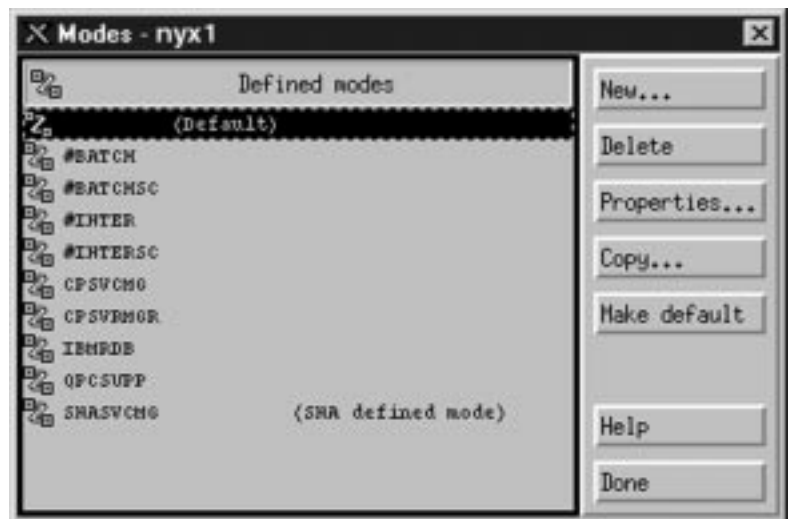 Modes - nyx1
Defined modes
(Default)
#BATCH
#BATCHSC
#INTER
#INTERSC
CPSVCMG
CPSVRMGR
IBMRDB
QPCSUPP
SNASVCMG (SNA defined mode)
New...
Delete
Properties...
Copy...
Make default
Help
Done